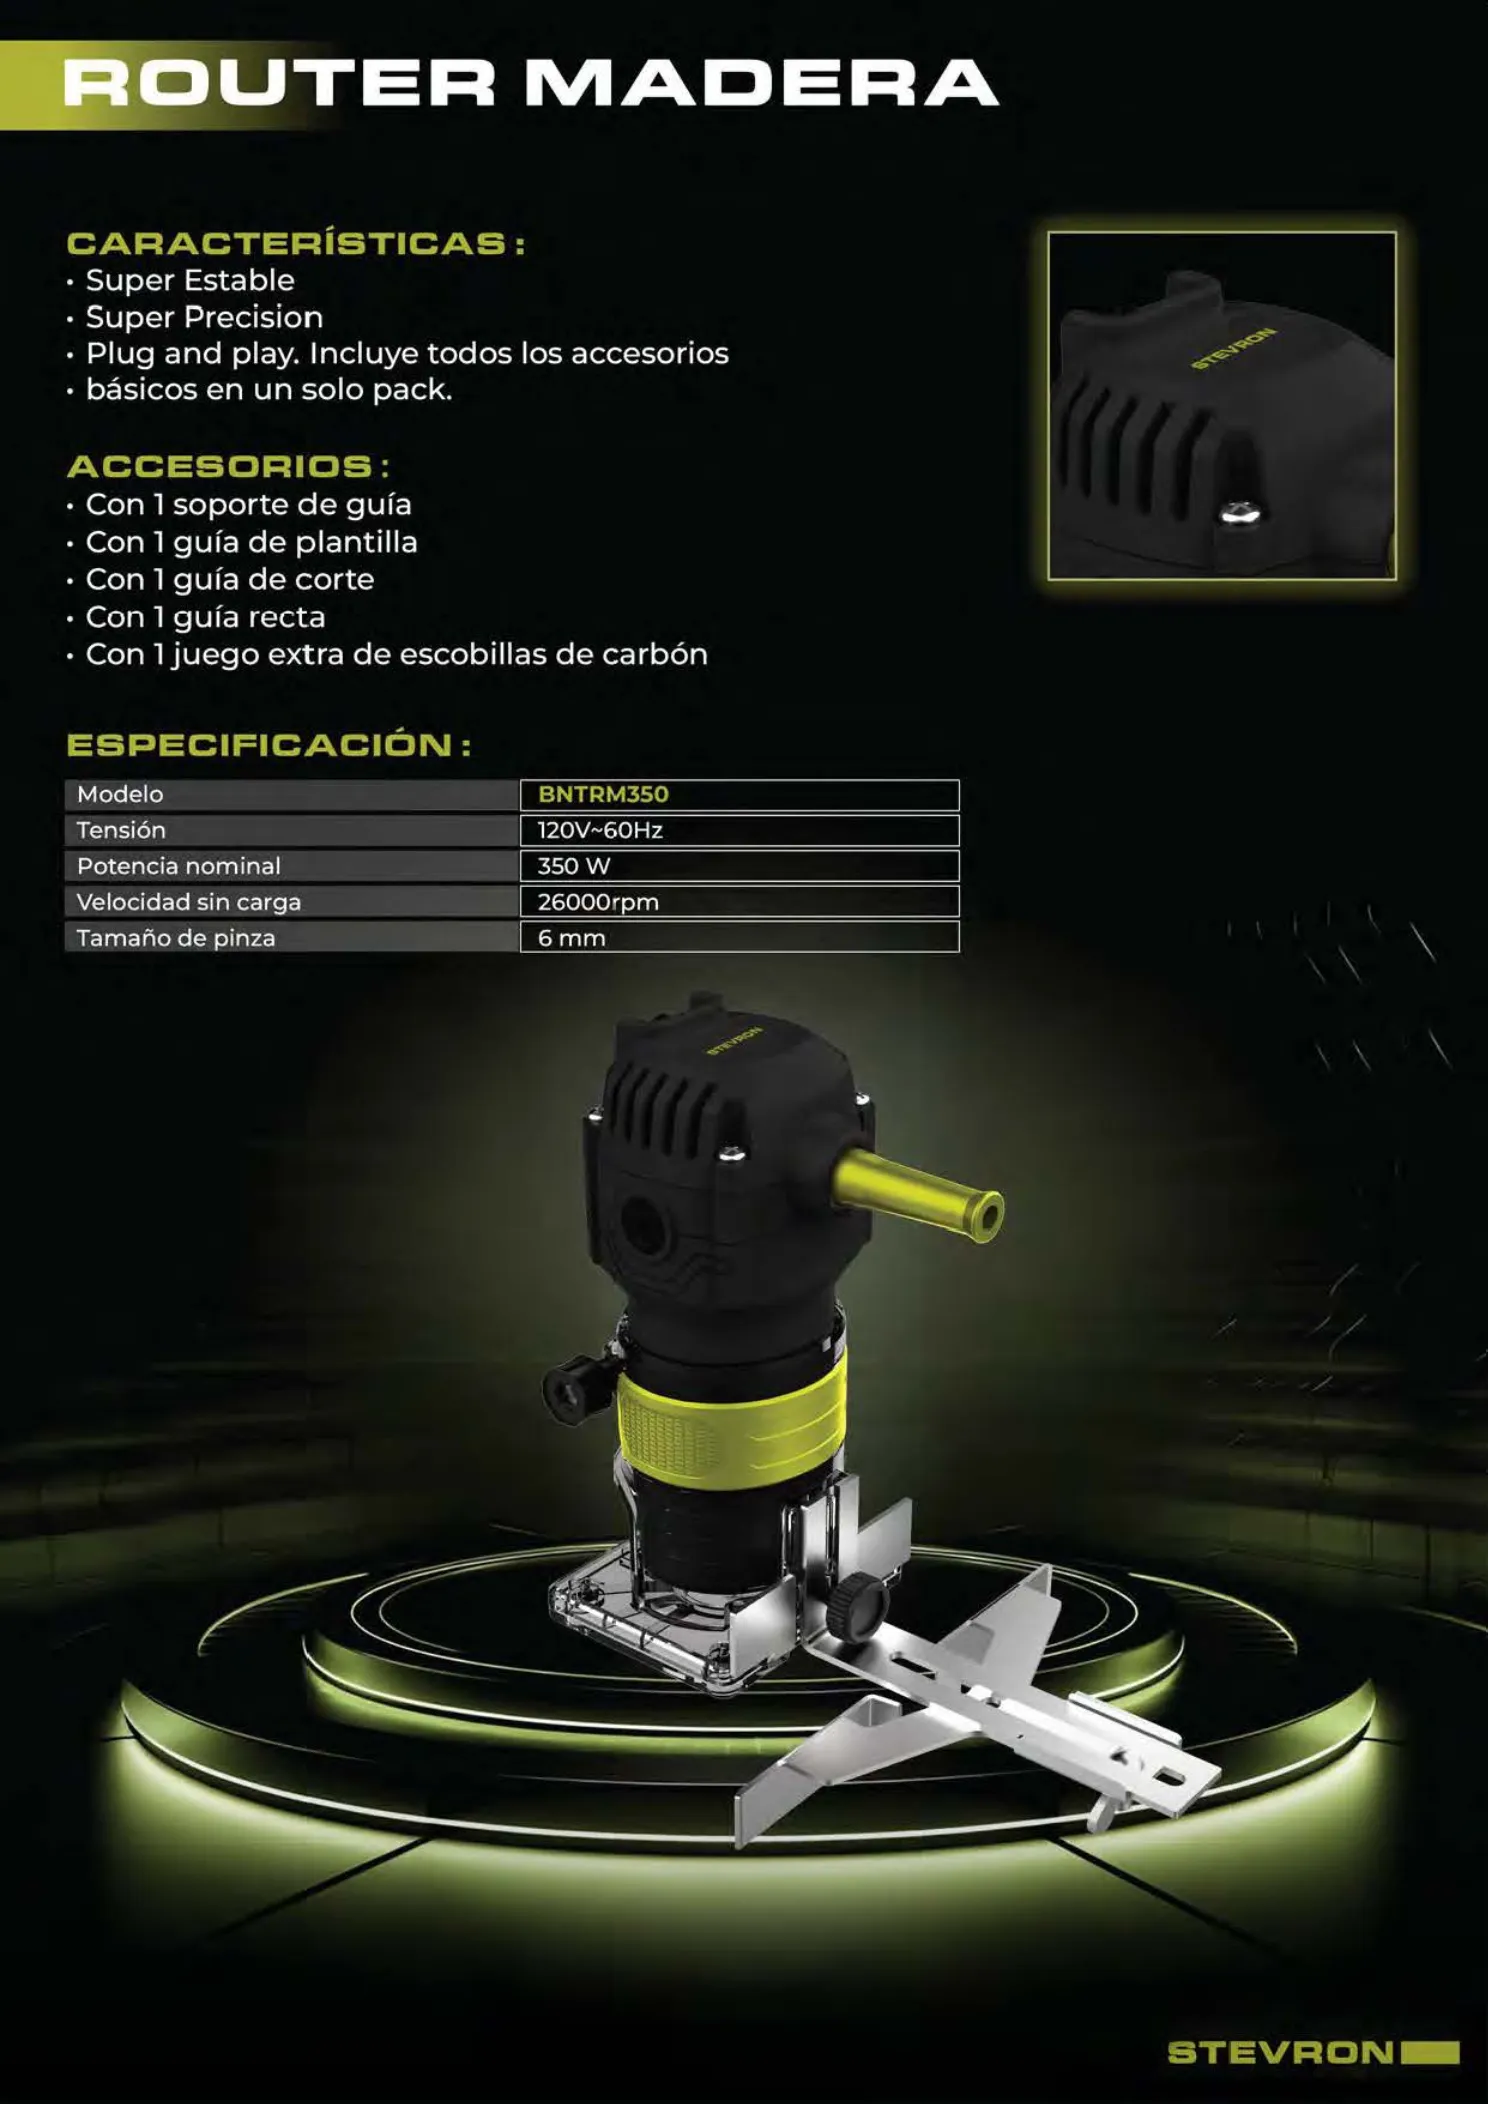 ROUTER MADERA
CARACTERÍSTICAS:
• Super Estable
• Super Precision
• Plug and play. Incluye todos los accesorios
• básicos en un solo pack.
STEVRON
ACCESORIOS:
• Con 1 soporte de guía
• Con 1 guía de plantilla
• Con 1 guía de corte
• Con 1 guía recta
• Con 1 juego extra de escobillas de carbón
ESPECIFICACIÓN:
Modelo BNTRM350
Tensión 120V~60Hz
Potencia nominal 350 W
Velocidad sin carga 26000rpm
Tamaño de pinza 6 mm
STEVRON
STEVRON